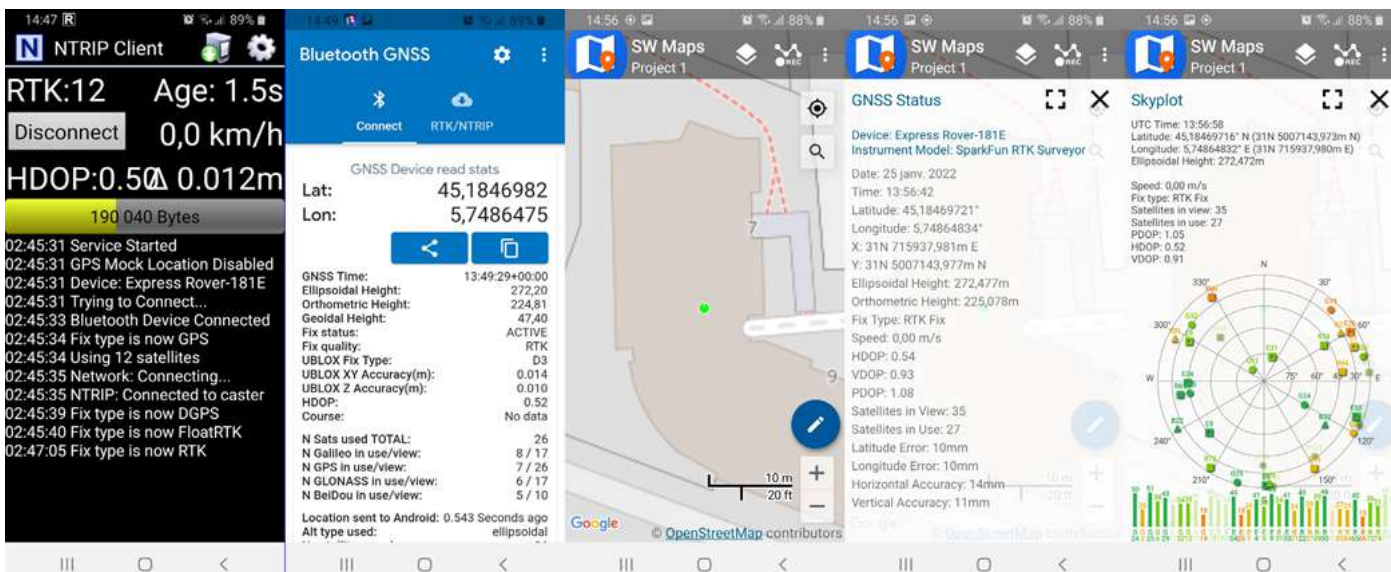 14:47 R 89%
NTRIP Client
RTK:12 Age: 1.5s
Disconnect 0,0 km/h
HDOP:0.50 Δ 0.012m
190 040 Bytes
02:45:31 Service Started
02:45:31 GPS Mock Location Disabled
02:45:31 Device: Express Rover-181E
02:45:31 Trying to Connect...
02:45:33 Bluetooth Device Connected
02:45:34 Fix type is now GPS
02:45:34 Using 12 satellites
02:45:35 Network: Connecting...
02:45:35 NTRIP: Connected to caster
02:45:39 Fix type is now DGPS
02:45:40 Fix type is now FloatRTK
02:47:05 Fix type is now RTK
14:49 89%
Bluetooth GNSS
Connect RTK/NTRIP
GNSS Device read stats
Lat: 45,1846982
Lon: 5,7486475
GNSS Time: 13:49:29+00:00
Ellipsoidal Height: 272,20
Orthometric Height: 224,81
Geoidal Height: 47,40
Fix status: ACTIVE
Fix quality: RTK
UBLOX Fix Type: D3
UBLOX XY Accuracy(m): 0.014
UBLOX Z Accuracy(m): 0.010
HDOP: 0.52
Course: No data
N Sats used TOTAL: 26
N Galileo in use/view: 8 / 17
N GPS in use/view: 7 / 26
N GLONASS in use/view: 6 / 17
N BeiDou in use/view: 5 / 10
Location sent to Android: 0.543 Seconds ago
Alt type used: ellipsoidal
14:56 88%
SW Maps
Project 1
REC
7
9
10 m
20 ft
Google
© OpenStreetMap contributors
14:56 88%
SW Maps
Project 1
REC
GNSS Status
Device: Express Rover-181E
Instrument Model: SparkFun RTK Surveyor
Date: 25 janv. 2022
Time: 13:56:42
Latitude: 45,18469721°
Longitude: 5,74864834°
X: 31N 715937,981m E
Y: 31N 5007143,977m N
Ellipsoidal Height: 272,477m
Orthometric Height: 225,078m
Fix Type: RTK Fix
Speed: 0,00 m/s
HDOP: 0.54
VDOP: 0.93
PDOP: 1.08
Satellites in View: 35
Satellites in Use: 27
Latitude Error: 10mm
Longitude Error: 10mm
Horizontal Accuracy: 14mm
Vertical Accuracy: 11mm
14:56 88%
SW Maps
Project 1
REC
Skyplot
UTC Time: 13:56:58
Latitude: 45,18469716° N (31N 5007143,973m N)
Longitude: 5,74864832° E (31N 715937,980m E)
Ellipsoidal Height: 272,472m
Speed: 0,00 m/s
Fix type: RTK Fix
Satellites in view: 35
Satellites in use: 27
PDOP: 1.05
HDOP: 0.52
VDOP: 0.91
N
330° 30°
300° 60°
W 75° 60° 30° E
240° 120°
210° 150°